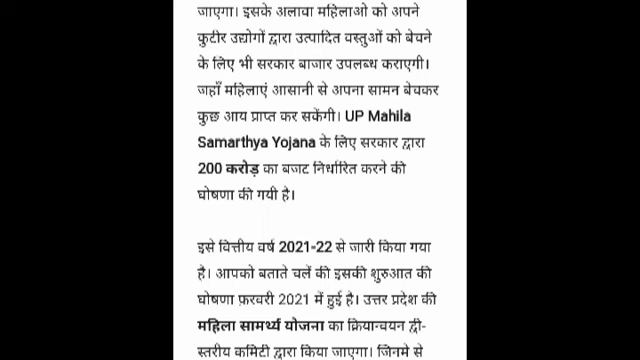 जाएगा। इसके अलावा महिलाओ को अपने
कुटीर उद्योगों द्वारा उत्पादित वस्तुओं को बेचने
के लिए भी सरकार बाजार उपलब्ध कराएगी।
जहाँ महिलाएं आसानी से अपना सामन बेचकर
कुछ आय प्राप्त कर सकेंगी। UP Mahila
Samarthya Yojana के लिए सरकार द्वारा
200 करोड़ का बजट निर्धारित करने की
घोषणा की गयी है।
इसे वित्तीय वर्ष 2021-22 से जारी किया गया
है। आपको बताते चलें की इसकी शुरुआत की
घोषणा फ़रवरी 2021 में हुई है। उत्तर प्रदेश की
महिला सामर्थ्य योजना का क्रियान्वयन द्वी-
स्तरीय कमिटी द्वारा किया जाएगा। जिनमे से